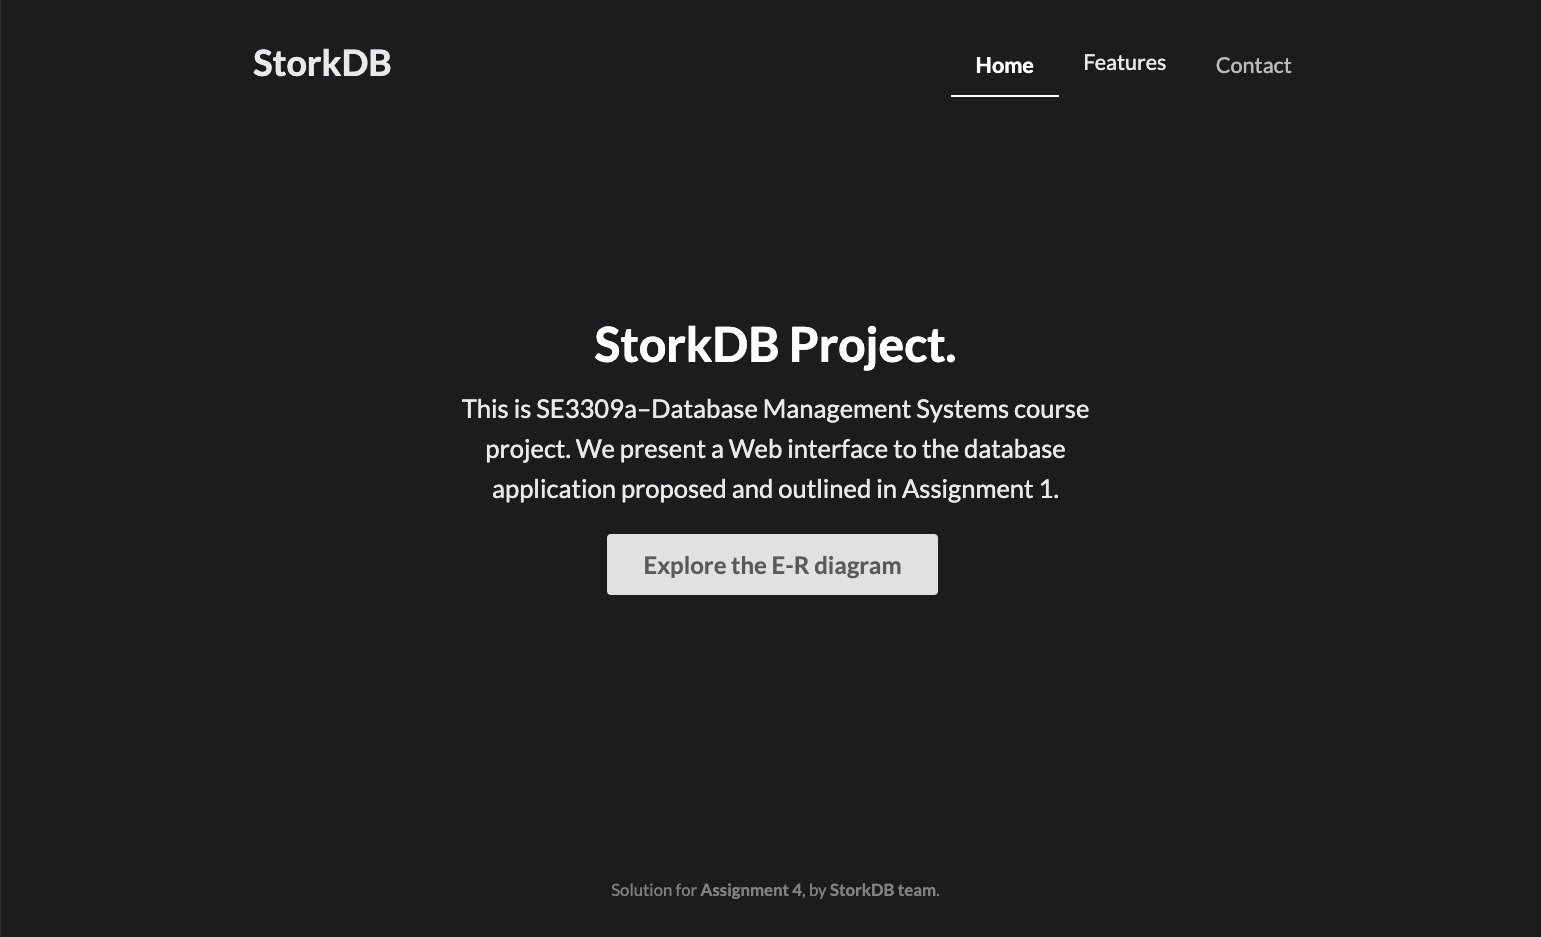 StorkDB
Home Features Contact
StorkDB Project.
This is SE3309a–Database Management Systems course
project. We present a Web interface to the database
application proposed and outlined in Assignment 1.
Explore the E-R diagram
Solution for Assignment 4, by StorkDB team.